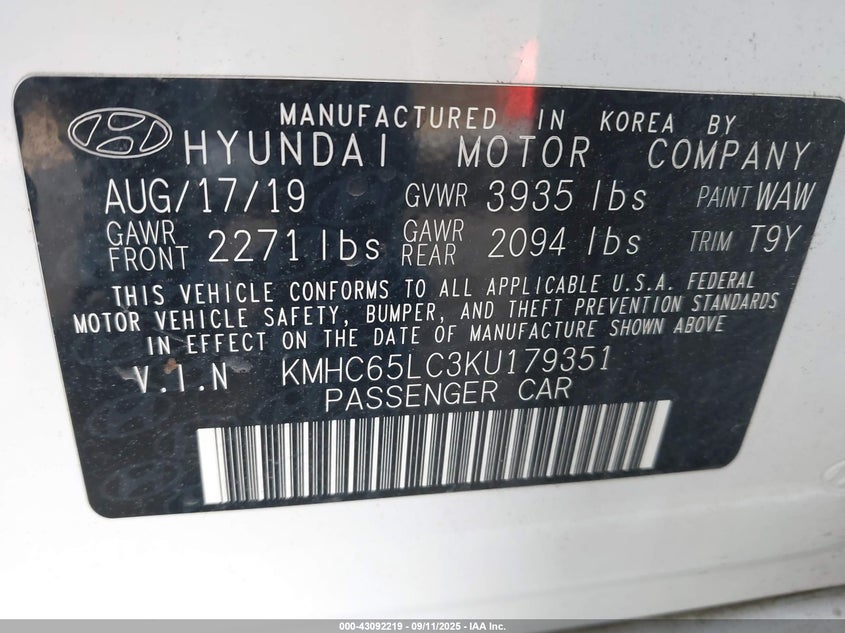 MANUFACTURED IN KOREA BY
HYUNDAI MOTOR COMPANY
AUG/17/19 GVWR 3935 lbs PAINT WAW
GAWR FRONT 2271 lbs GAWR REAR 2094 lbs TRIM T9Y
THIS VEHICLE CONFORMS TO ALL APPLICABLE U.S.A. FEDERAL
MOTOR VEHICLE SAFETY, BUMPER, AND THEFT PREVENTION STANDARDS
IN EFFECT ON THE DATE OF MANUFACTURE SHOWN ABOVE
V.I.N KMHC65LC3KU179351
PASSENGER CAR
000-43092219 - 09/11/2025 - IAA Inc.